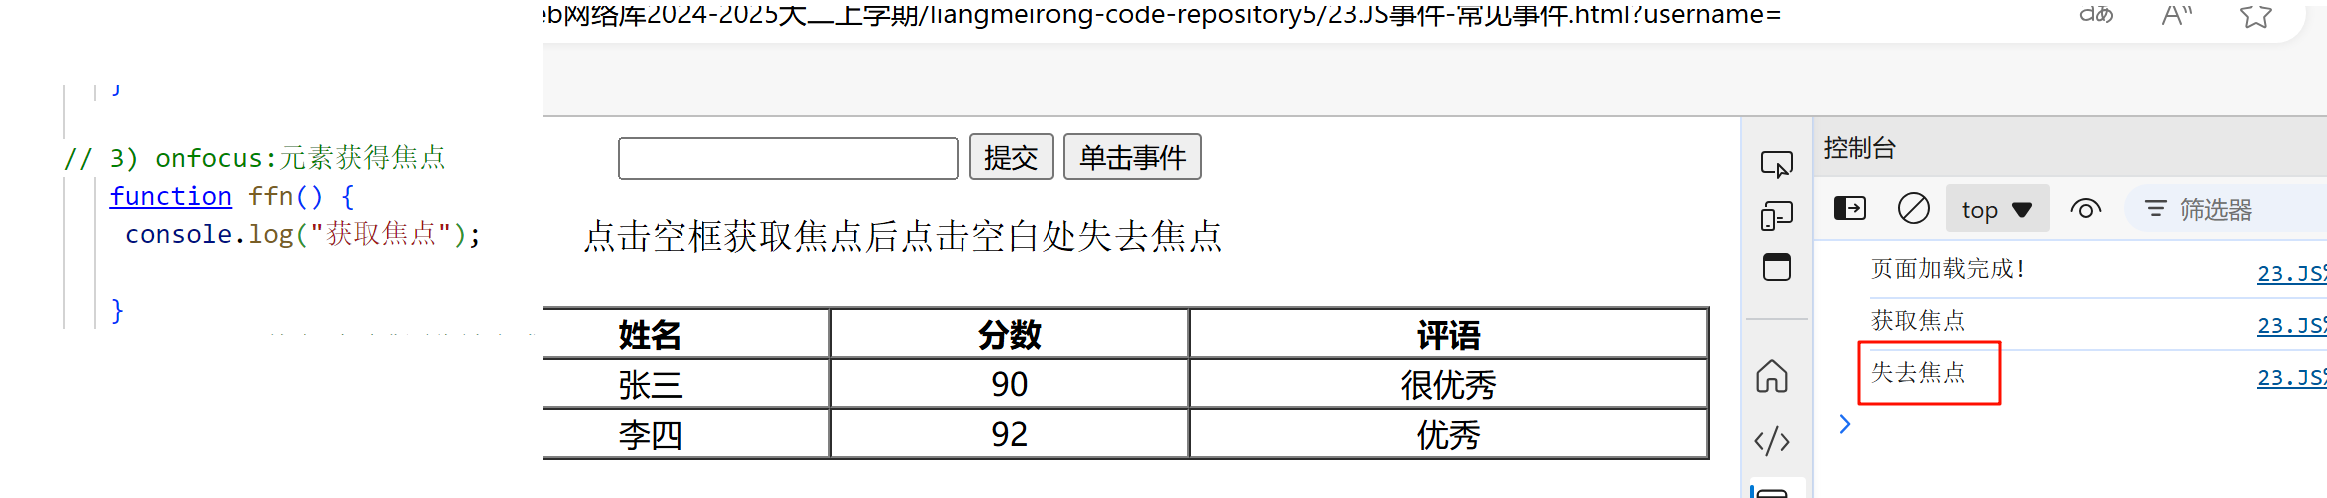 }
// 3) onfocus:元素获得焦点
function ffn() {
console.log("获取焦点");
}
eb网络库2024-2025大二上学期/liangmeirong-code-repository5/23.JS事件-常见事件.html?username=
提交 单击事件
点击空框获取焦点后点击空白处失去焦点
姓名 分数 评语
张三 90 很优秀
李四 92 优秀
控制台
top 筛选器
页面加载完成! 23.JS
获取焦点 23.JS
失去焦点 23.JS